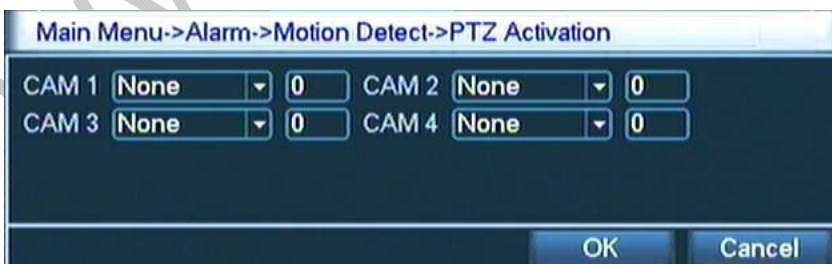 Main Menu->Alarm->Motion Detect->PTZ Activation
CAM 1 None 0 CAM 2 None 0
CAM 3 None 0 CAM 4 None 0
OK Cancel